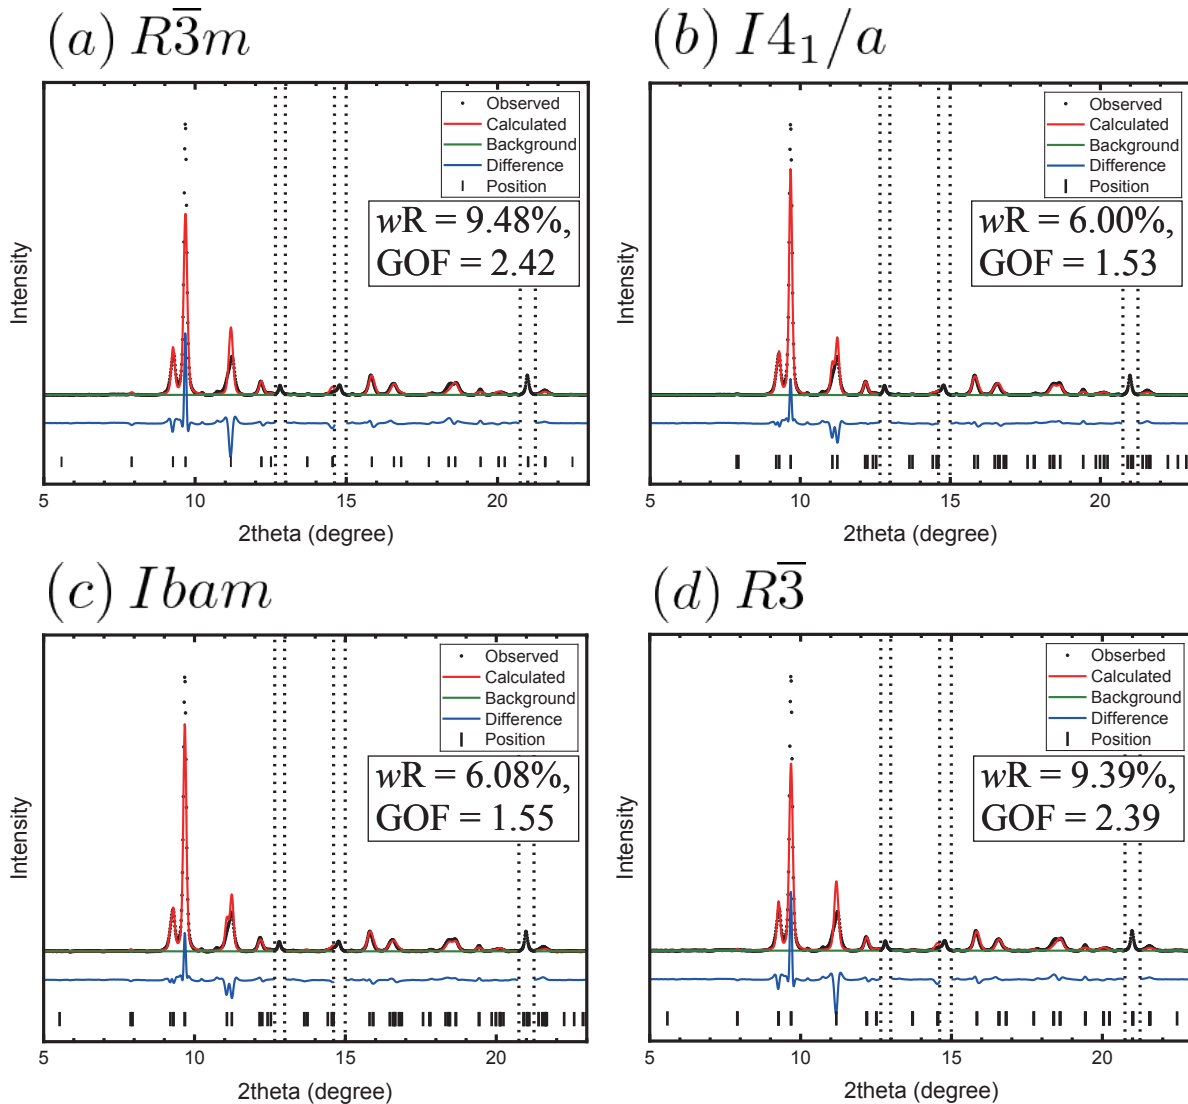 (a) R3̅m
Observed
Calculated
Background
Difference
Position
wR = 9.48%,
GOF = 2.42
Intensity
5 10 15 20
2theta (degree)
(b) I4₁/a
Observed
Calculated
Background
Difference
Position
wR = 6.00%,
GOF = 1.53
Intensity
5 10 15 20
2theta (degree)
(c) Ibam
Observed
Calculated
Background
Difference
Position
wR = 6.08%,
GOF = 1.55
Intensity
5 10 15 20
2theta (degree)
(d) R3̅
Obserbed
Calculated
Background
Difference
Position
wR = 9.39%,
GOF = 2.39
Intensity
5 10 15 20
2theta (degree)